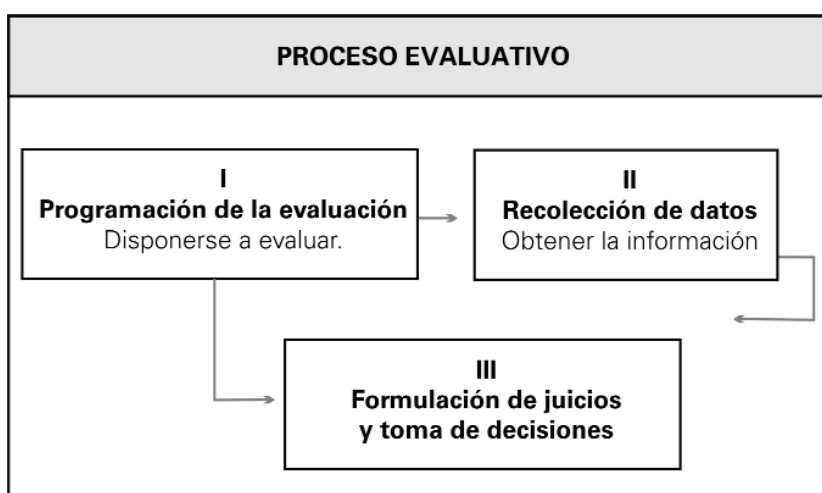 PROCESO EVALUATIVO
I
Programación de la evaluación
Disponerse a evaluar.
II
Recolección de datos
Obtener la información
III
Formulación de juicios
y toma de decisiones